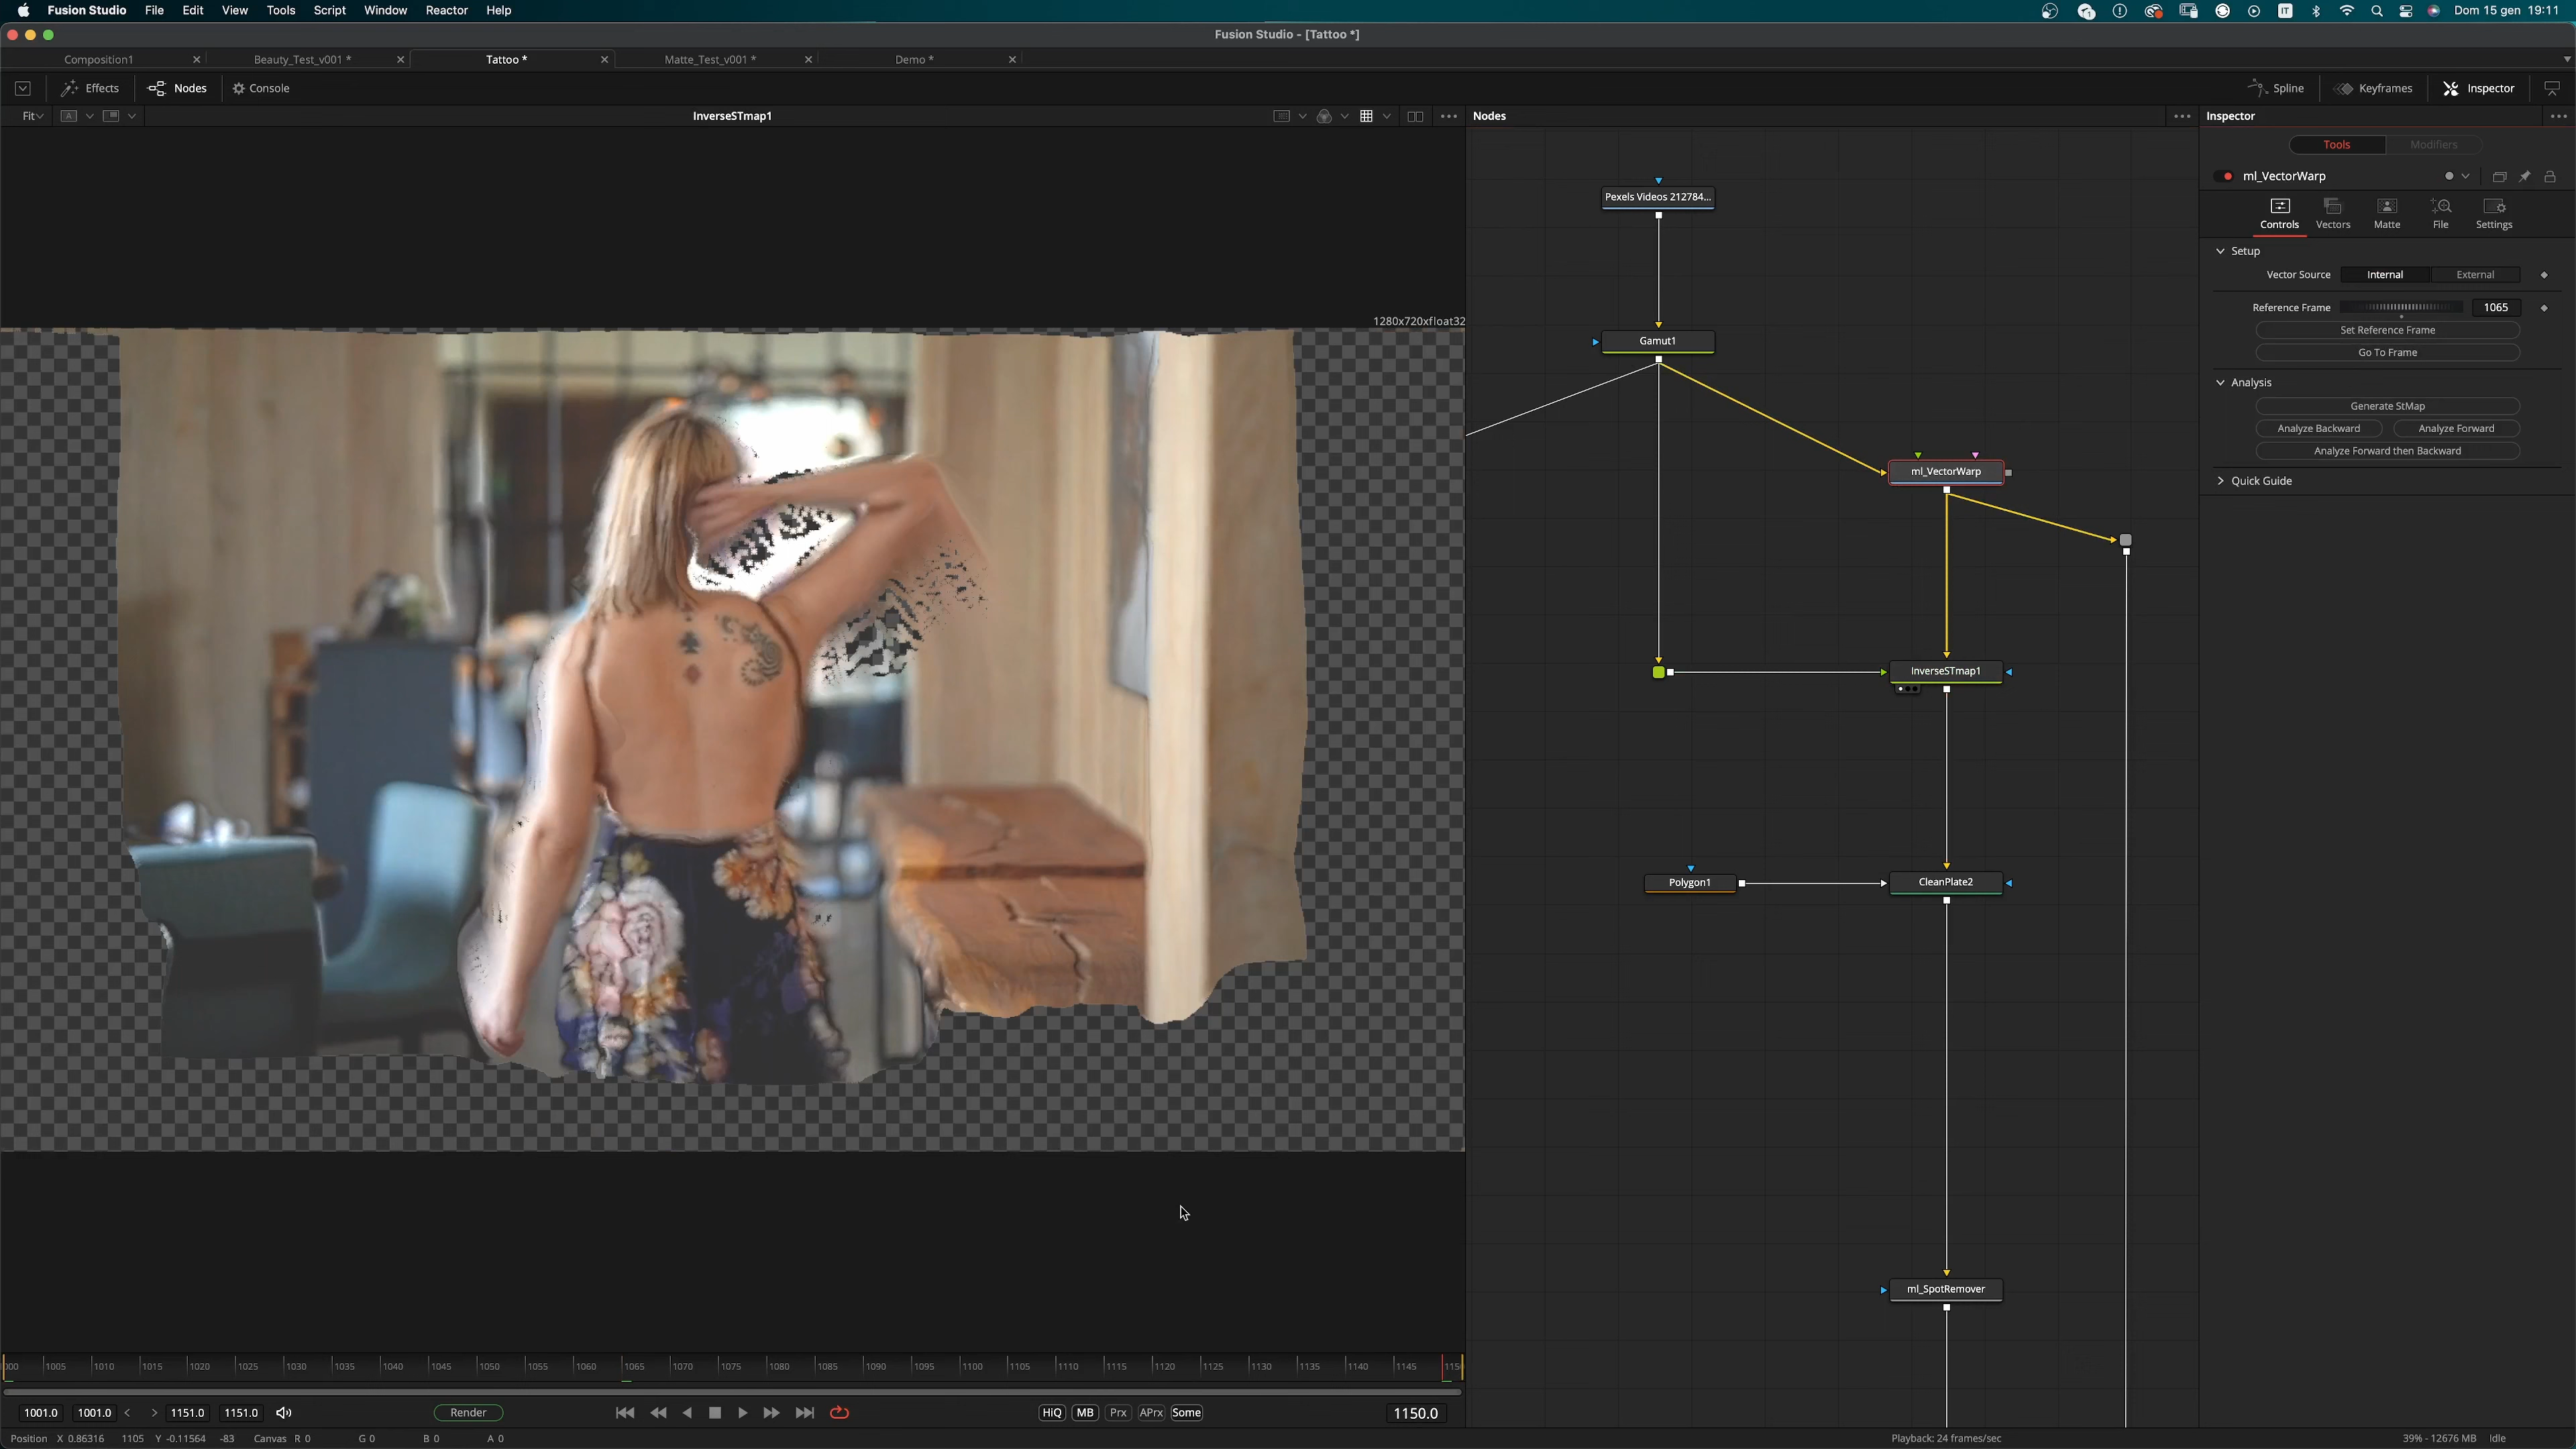 Fusion Studio File Edit View Tools Script Window Reactor Help
IT Dom 15 gen 19:11
Fusion Studio - [Tattoo *]
Composition1 Beauty_Test_v001 * Tattoo * Matte_Test_v001 * Demo *
Effects Nodes Console Spline Keyframes Inspector
Fit A InverseSTmap1 Nodes Inspector
Tools Modifiers
ml_VectorWarp
Controls Vectors Matte File Settings
Setup
Vector Source Internal External
Reference Frame 1065
Set Reference Frame
Go To Frame
Analysis
Generate StMap
Analyze Backward Analyze Forward
Analyze Forward then Backward
Quick Guide
1280x720xfloat32
Pexels Videos 212784...
Gamut1
ml_VectorWarp
InverseSTmap1
Polygon1 CleanPlate2
ml_SpotRemover
1005 1010 1015 1020 1025 1030 1035 1040 1045 1050 1055 1060 1065 1070 1075 1080 1085 1090 1095 1100 1105 1110 1115 1120 1125 1130 1135 1140 1145
1001.0 1001.0 < > 1151.0 1151.0 Render HiQ MB Prx APrx Some 1150.0
Position X 0.86316 1105 Y -0.11564 -83 Canvas R 0 G 0 B 0 A 0 Playback: 24 frames/sec 39% - 12676 MB Idle